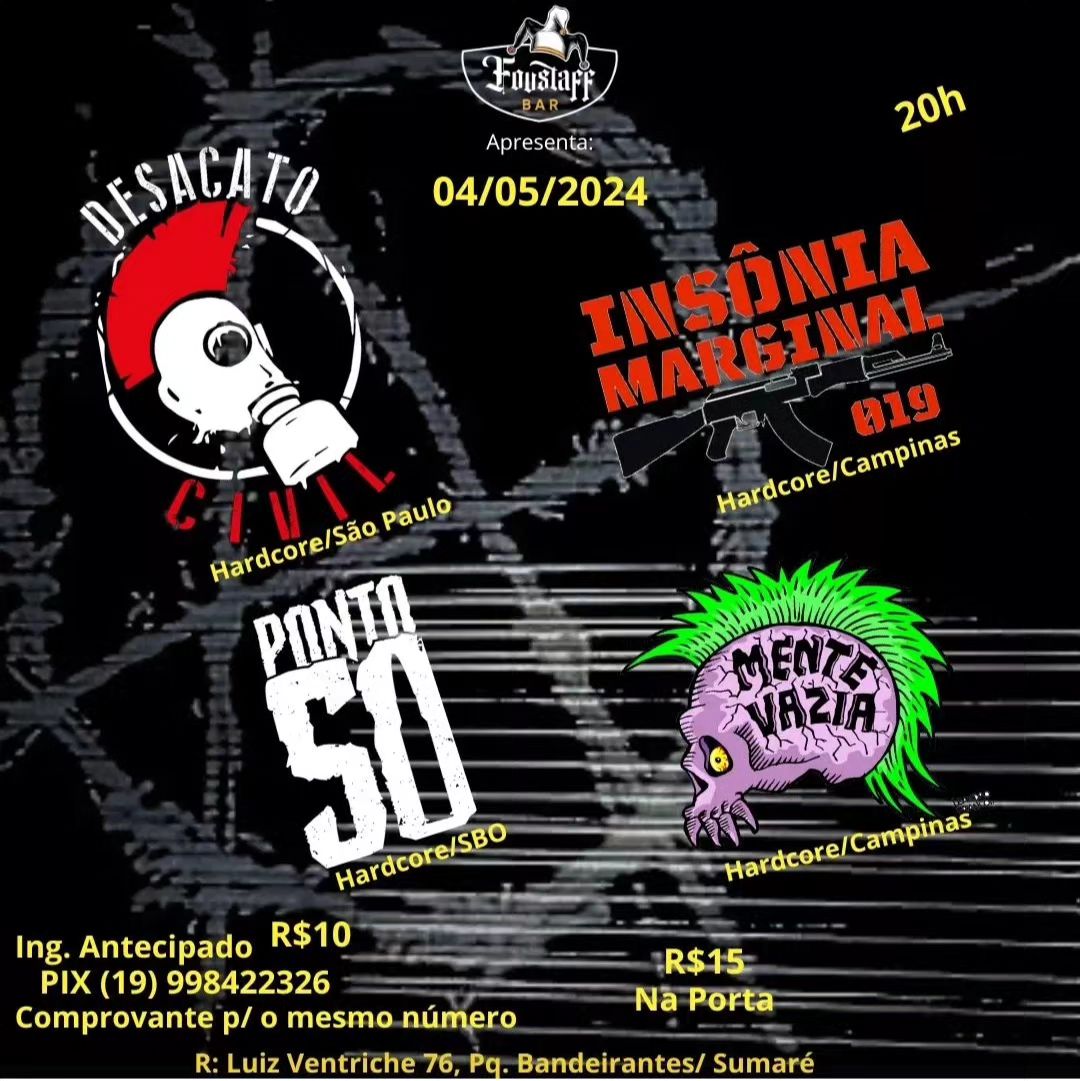 Foustaff
BAR
Apresenta:
20h
04/05/2024
DESACATO
CIVIL
Hardcore/São Paulo
INSÔNIA
MARGINAL
019
Hardcore/Campinas
PONTO
50
Hardcore/SBO
MENTE
VAZIA
Hardcore/Campinas
Ing. Antecipado R$10
PIX (19) 998422326
Comprovante p/ o mesmo número
R$15
Na Porta
R: Luiz Ventriche 76, Pq. Bandeirantes/ Sumaré